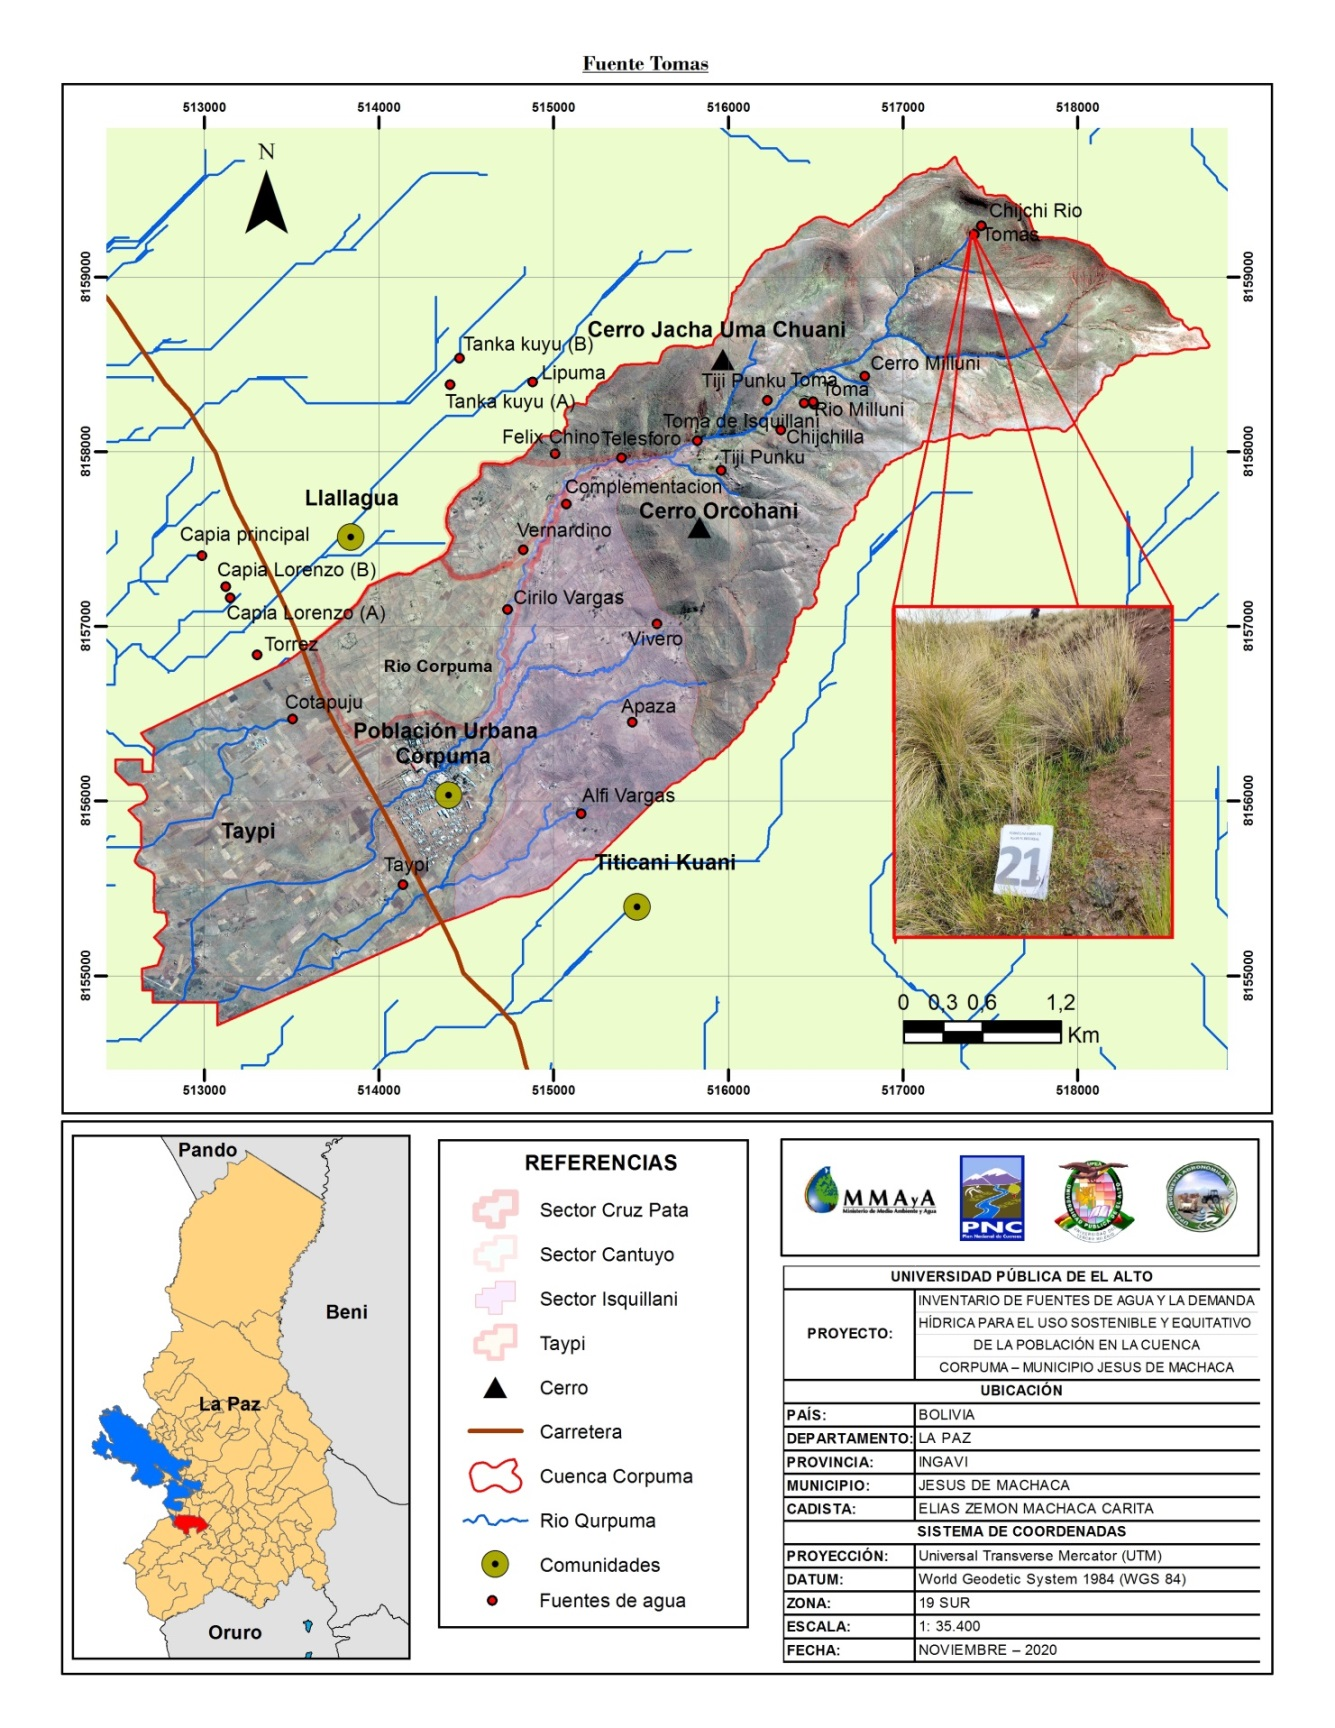 Fuente Tomas
513000 514000 515000 516000 517000 518000
N
8159000 8159000
8158000 8158000
8157000 8157000
8156000 8156000
8155000 8155000
Chijchi Rio
Tomas
Cerro Jacha Uma Chuani
Tanka kuyu (B)
Lipuma
Tanka kuyu (A)
Cerro Milluni
Tiji Punku
Toma
Toma
Rio Milluni
Toma de Isquillani
Chijchilla
Felix Chino
Telesforo
Tiji Punku
Complementacion
Cerro Orcohani
Llallagua
Vernardino
Capia principal
Capia Lorenzo (B)
Capia Lorenzo (A)
Cirilo Vargas
Vivero
Torrez
Rio Corpuma
Cotapuju
Apaza
Población Urbana
Corpuma
Alfi Vargas
Taypi
Taypi
Titicani Kuani
21
0 0,3 0,6 1,2
Km
513000 514000 515000 516000 517000 518000
Pando
Beni
La Paz
Oruro
REFERENCIAS
Sector Cruz Pata
Sector Cantuyo
Sector Isquillani
Taypi
Cerro
Carretera
Cuenca Corpuma
Rio Qurpuma
Comunidades
Fuentes de agua
MMAyA
Ministerio de Medio Ambiente y Agua
PNC
Plan Nacional de Cuencas
UNIVERSIDAD PÚBLICA DE EL ALTO
PROYECTO:
INVENTARIO DE FUENTES DE AGUA Y LA DEMANDA
HÍDRICA PARA EL USO SOSTENIBLE Y EQUITATIVO
DE LA POBLACIÓN EN LA CUENCA
CORPUMA – MUNICIPIO JESUS DE MACHACA
UBICACIÓN
PAÍS: BOLIVIA
DEPARTAMENTO: LA PAZ
PROVINCIA: INGAVI
MUNICIPIO: JESUS DE MACHACA
CADISTA: ELIAS ZEMON MACHACA CARITA
SISTEMA DE COORDENADAS
PROYECCIÓN: Universal Transverse Mercator (UTM)
DATUM: World Geodetic System 1984 (WGS 84)
ZONA: 19 SUR
ESCALA: 1: 35.400
FECHA: NOVIEMBRE – 2020